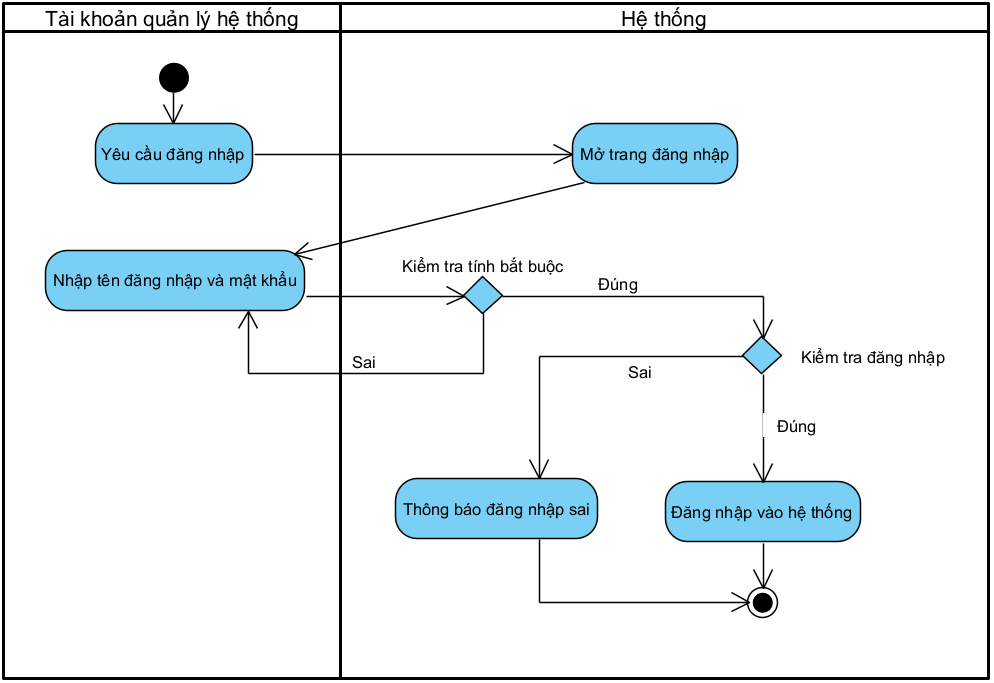 Tài khoản quản lý hệ thống
Hệ thống
Yêu cầu đăng nhập
Mở trang đăng nhập
Nhập tên đăng nhập và mật khẩu
Kiểm tra tính bắt buộc
Đúng
Sai
Kiểm tra đăng nhập
Sai
Đúng
Thông báo đăng nhập sai
Đăng nhập vào hệ thống